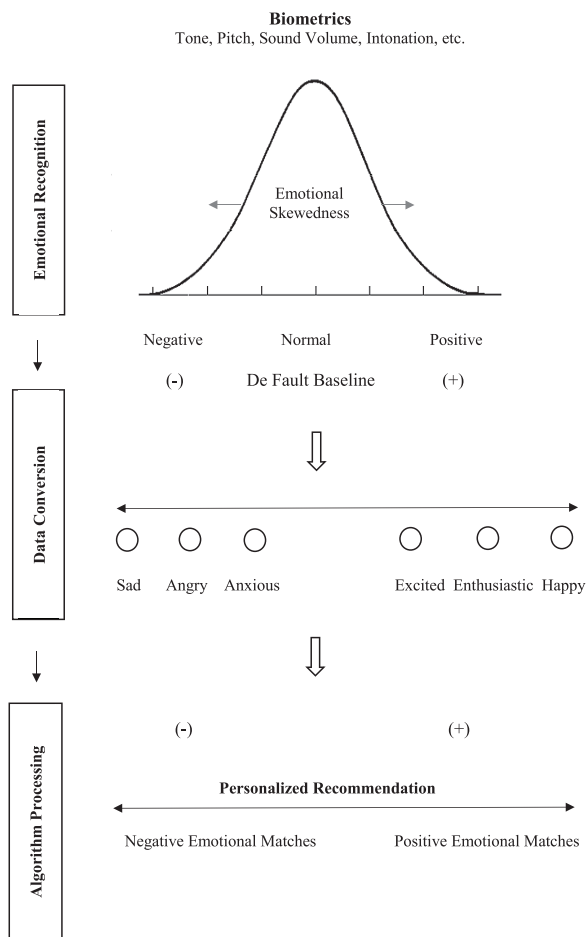 Biometrics
Tone, Pitch, Sound Volume, Intonation, etc.
Emotional Recognition
Emotional
Skewedness
Negative Normal Positive
(-) De Fault Baseline (+)
Data Conversion
Sad Angry Anxious Excited Enthusiastic Happy
Algorithm Processing
(-) (+)
Personalized Recommendation
Negative Emotional Matches Positive Emotional Matches